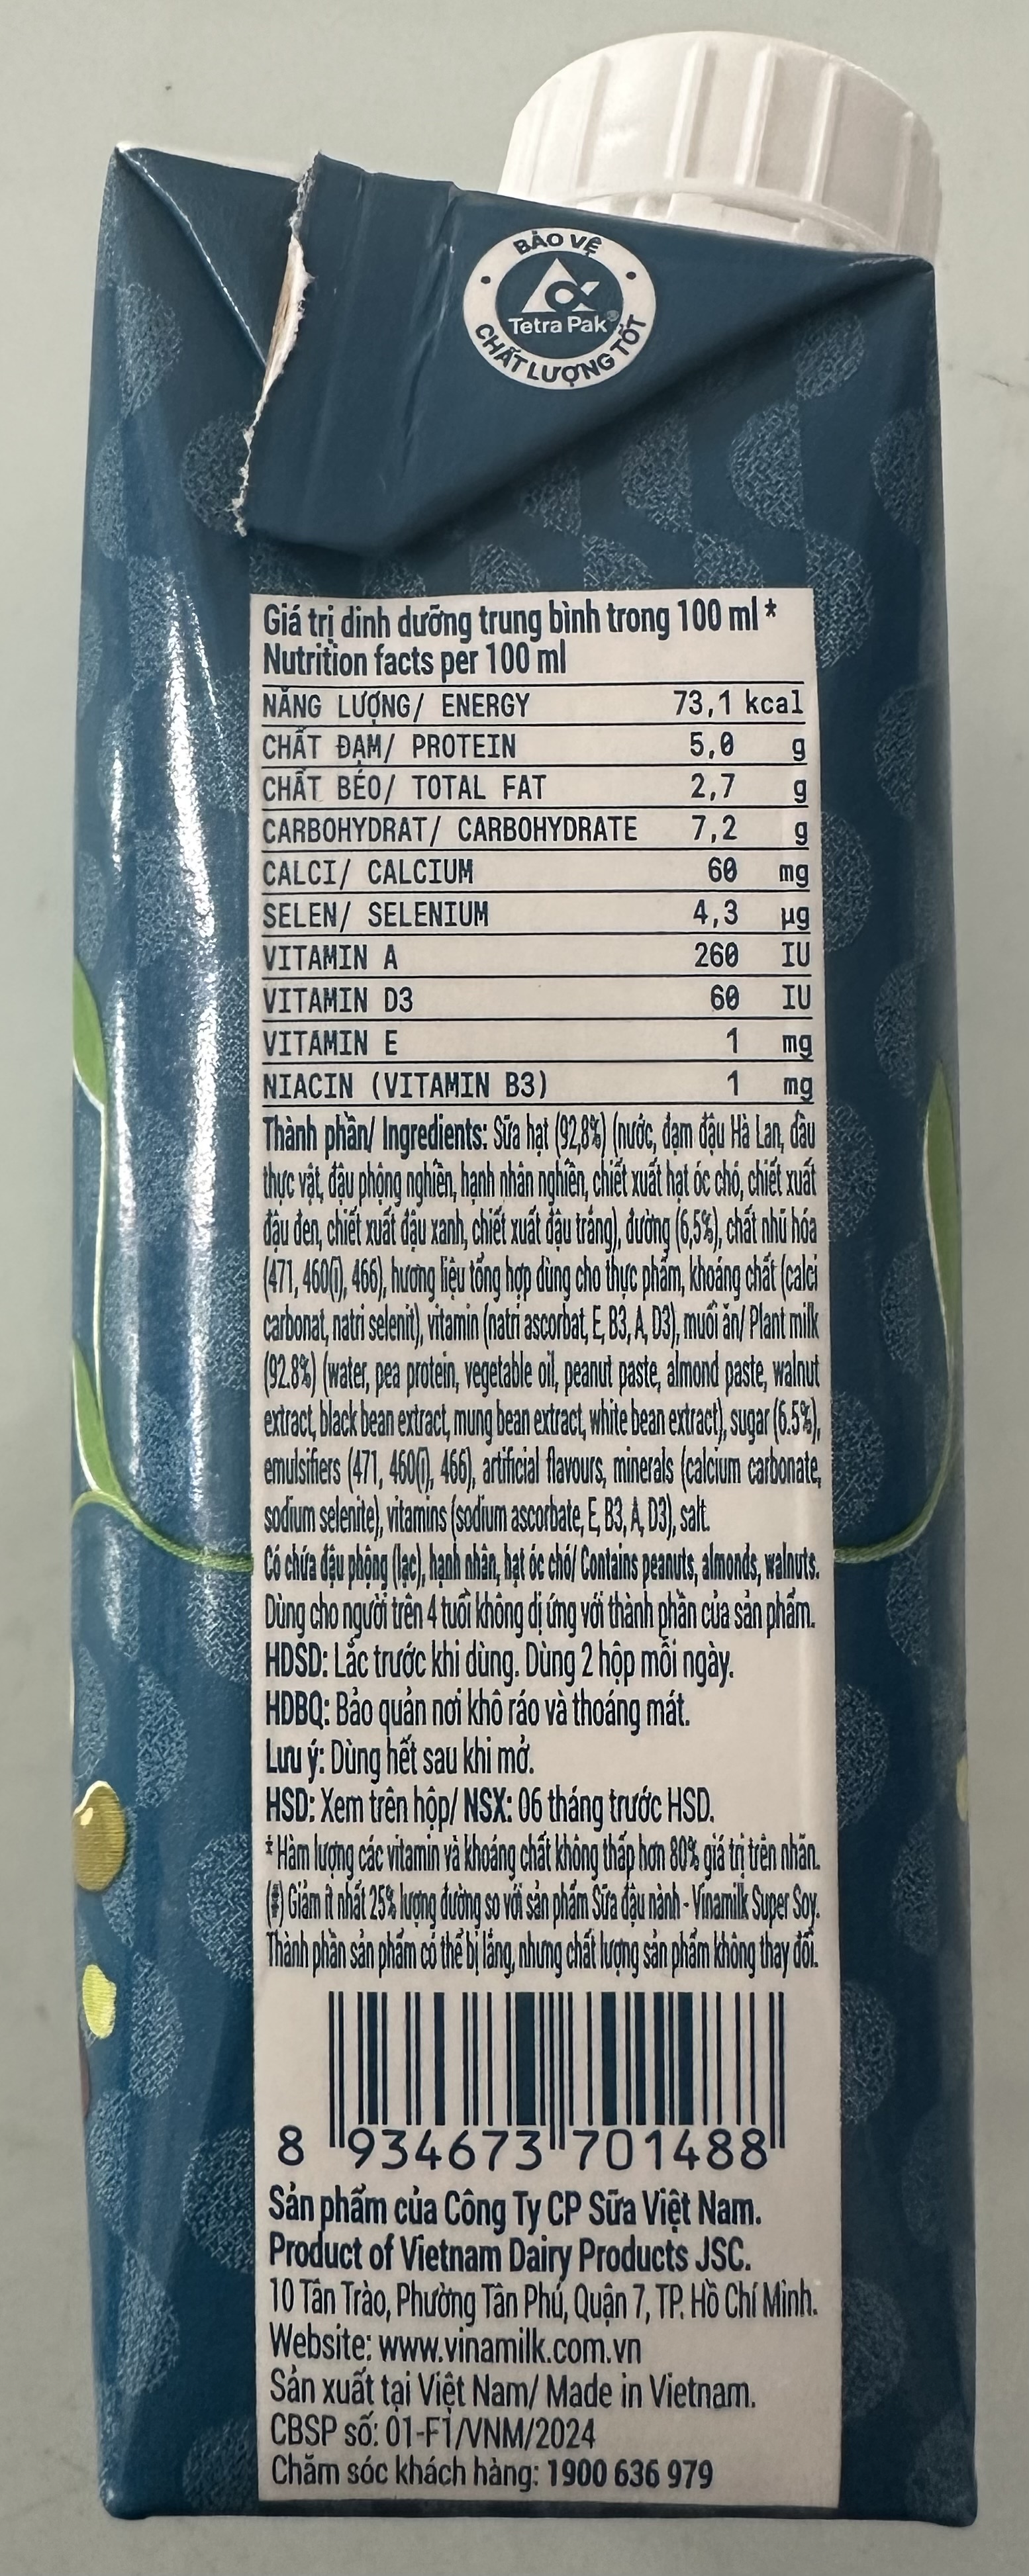 BẢO VỆ
Tetra Pak®
CHẤT LƯỢNG TỐT
Giá trị dinh dưỡng trung bình trong 100 ml *
Nutrition facts per 100 ml
NĂNG LƯỢNG/ ENERGY 73,1 kcal
CHẤT ĐẠM/ PROTEIN 5,0 g
CHẤT BÉO/ TOTAL FAT 2,7 g
CARBOHYDRAT/ CARBOHYDRATE 7,2 g
CALCI/ CALCIUM 60 mg
SELEN/ SELENIUM 4,3 µg
VITAMIN A 260 IU
VITAMIN D3 60 IU
VITAMIN E 1 mg
NIACIN (VITAMIN B3) 1 mg
Thành phần/ Ingredients: Sữa hạt (92,8%) (nước, đạm đậu Hà Lan, dầu
thực vật, đậu phộng nghiền, hạnh nhân nghiền, chiết xuất hạt óc chó, chiết xuất
đậu đen, chiết xuất đậu xanh, chiết xuất đậu trắng), đường (6,5%), chất nhũ hóa
(471, 460(i), 466), hương liệu tổng hợp dùng cho thực phẩm, khoáng chất (calci
carbonat, natri selenit), vitamin (natri ascorbat, E, B3, A, D3), muối ăn/ Plant milk
(92.8%) (water, pea protein, vegetable oil, peanut paste, almond paste, walnut
extract, black bean extract, mung bean extract, white bean extract), sugar (6.5%),
emulsifiers (471, 460(i), 466), artificial flavours, minerals (calcium carbonate,
sodium selenite), vitamins (sodium ascorbate, E, B3, A, D3), salt.
Có chứa đậu phộng (lạc), hạnh nhân, hạt óc chó/ Contains peanuts, almonds, walnuts.
Dùng cho người trên 4 tuổi không dị ứng với thành phần của sản phẩm.
HDSD: Lắc trước khi dùng. Dùng 2 hộp mỗi ngày.
HDBQ: Bảo quản nơi khô ráo và thoáng mát.
Lưu ý: Dùng hết sau khi mở.
HSD: Xem trên hộp/ NSX: 06 tháng trước HSD.
* Hàm lượng các vitamin và khoáng chất không thấp hơn 80% giá trị trên nhãn.
(#) Giảm ít nhất 25% lượng đường so với sản phẩm Sữa đậu nành - Vinamilk Super Soy.
Thành phần sản phẩm có thể bị lắng, nhưng chất lượng sản phẩm không thay đổi.
8 934673 701488
Sản phẩm của Công Ty CP Sữa Việt Nam.
Product of Vietnam Dairy Products JSC.
10 Tân Trào, Phường Tân Phú, Quận 7, TP. Hồ Chí Minh.
Website: www.vinamilk.com.vn
Sản xuất tại Việt Nam/ Made in Vietnam.
CBSP số: 01-F1/VNM/2024
Chăm sóc khách hàng: 1900 636 979